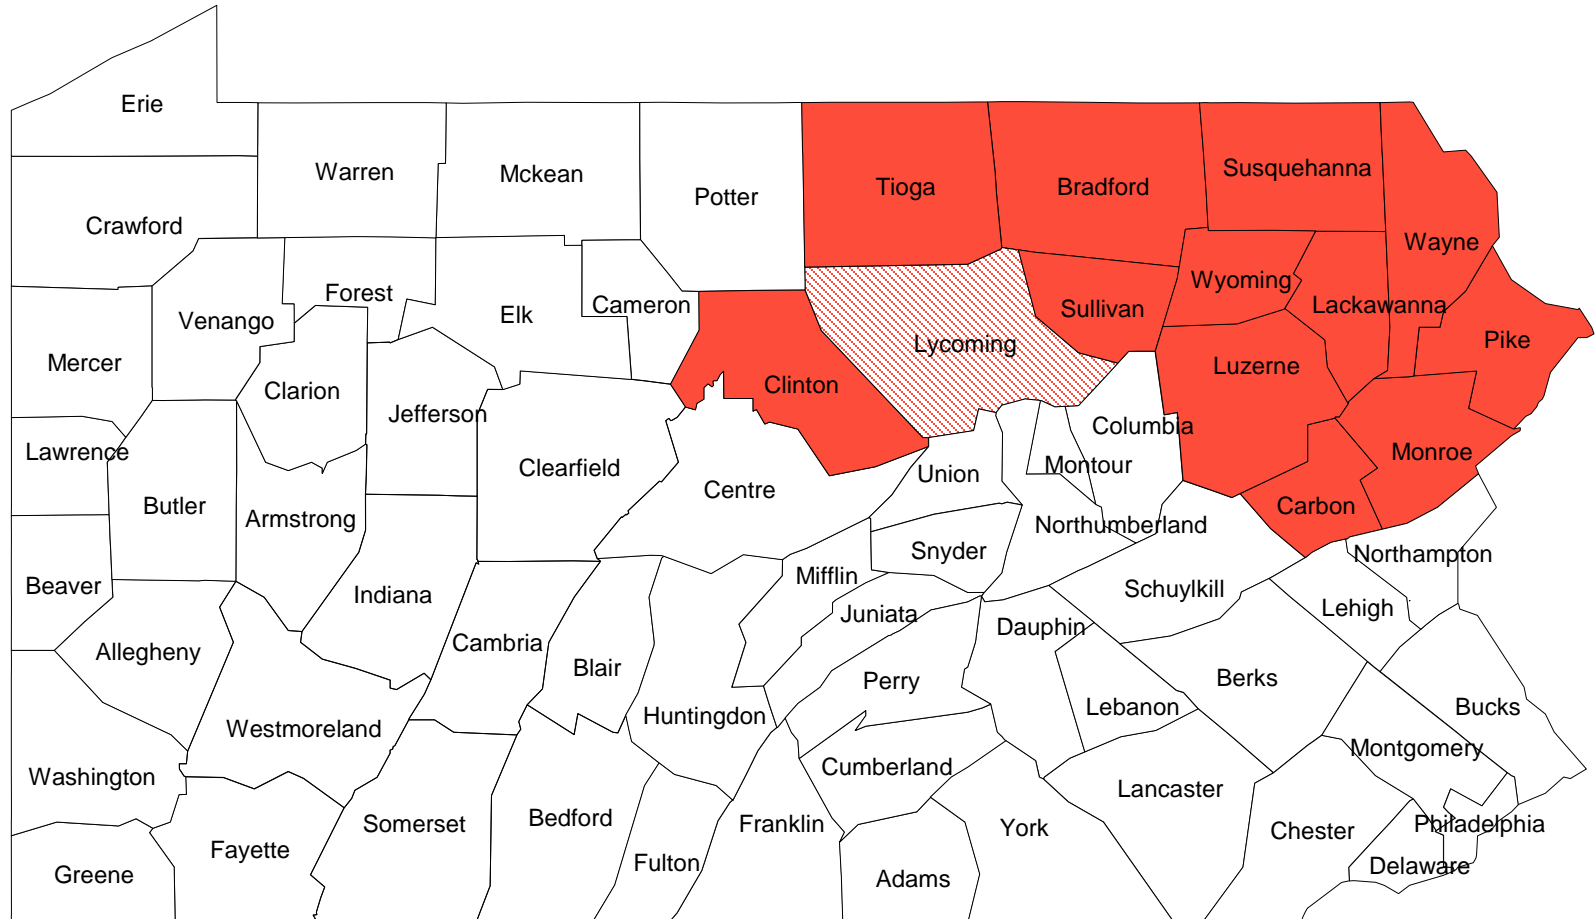 Erie
Warren
Mckean
Potter
Tioga
Bradford
Susquehanna
Crawford
Wayne
Forest
Venango
Elk
Cameron
Sullivan
Wyoming
Lackawanna
Mercer
Lycoming
Pike
Clarion
Jefferson
Clinton
Luzerne
Lawrence
Columbia
Monroe
Butler
Armstrong
Clearfield
Centre
Union
Montour
Carbon
Northumberland
Beaver
Indiana
Mifflin
Snyder
Schuylkill
Northampton
Lehigh
Allegheny
Cambria
Blair
Juniata
Dauphin
Westmoreland
Huntingdon
Perry
Lebanon
Berks
Bucks
Washington
Cumberland
Lancaster
Montgomery
Somerset
Bedford
Franklin
York
Chester
Philadelphia
Greene
Fayette
Fulton
Adams
Delaware